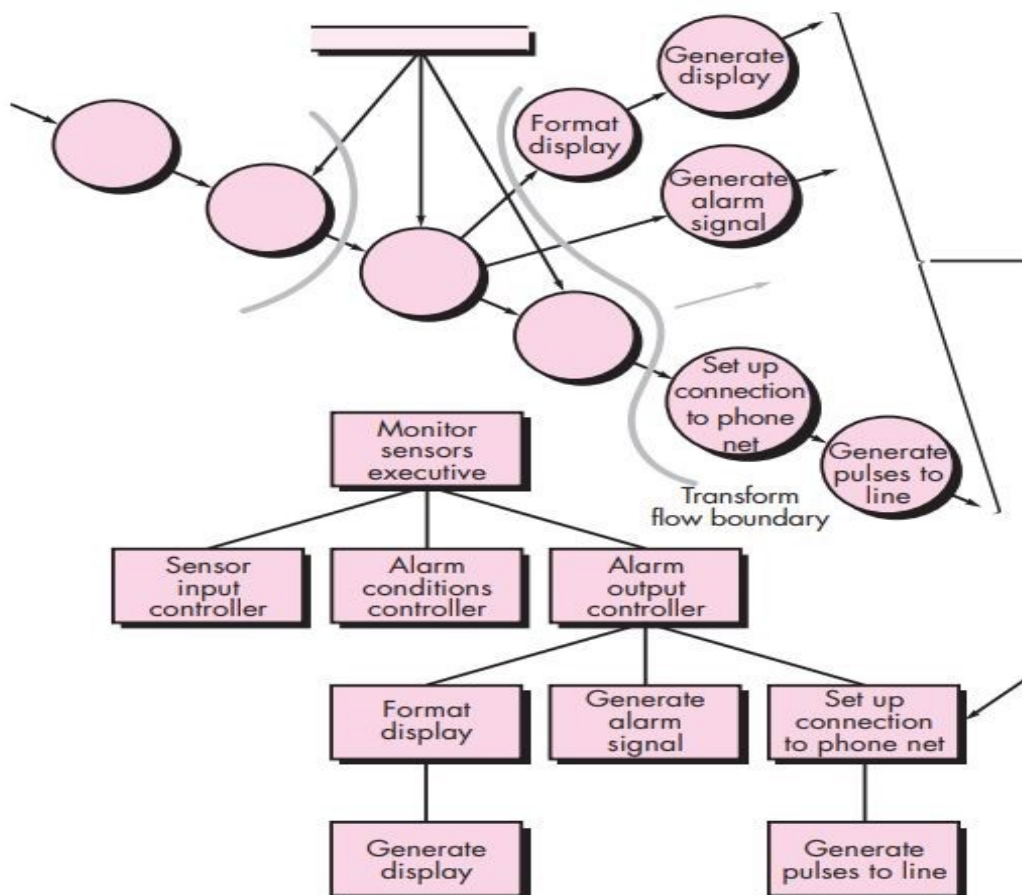 Generate
display
Format
display
Generate
alarm
signal
Set up
connection
to phone
net
Generate
pulses to
line
Transform
flow boundary
Monitor
sensors
executive
Sensor
input
controller
Alarm
conditions
controller
Alarm
output
controller
Format
display
Generate
alarm
signal
Set up
connection
to phone net
Generate
display
Generate
pulses to line